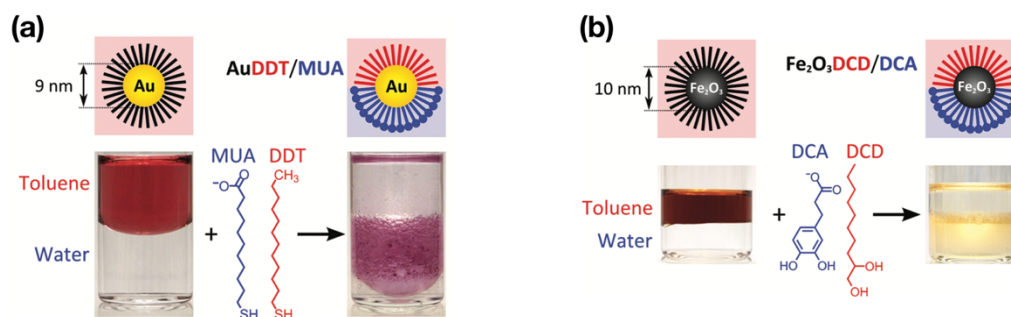 (a)
9 nm
Au
AuDDT/MUA
Au
MUA DDT
⁻O O
CH₃
Toluene
Water
+
SH SH
(b)
10 nm
Fe₂O₃
Fe₂O₃DCD/DCA
Fe₂O₃
DCA DCD
⁻O O
Toluene
Water
+
OH OH
OH
OH